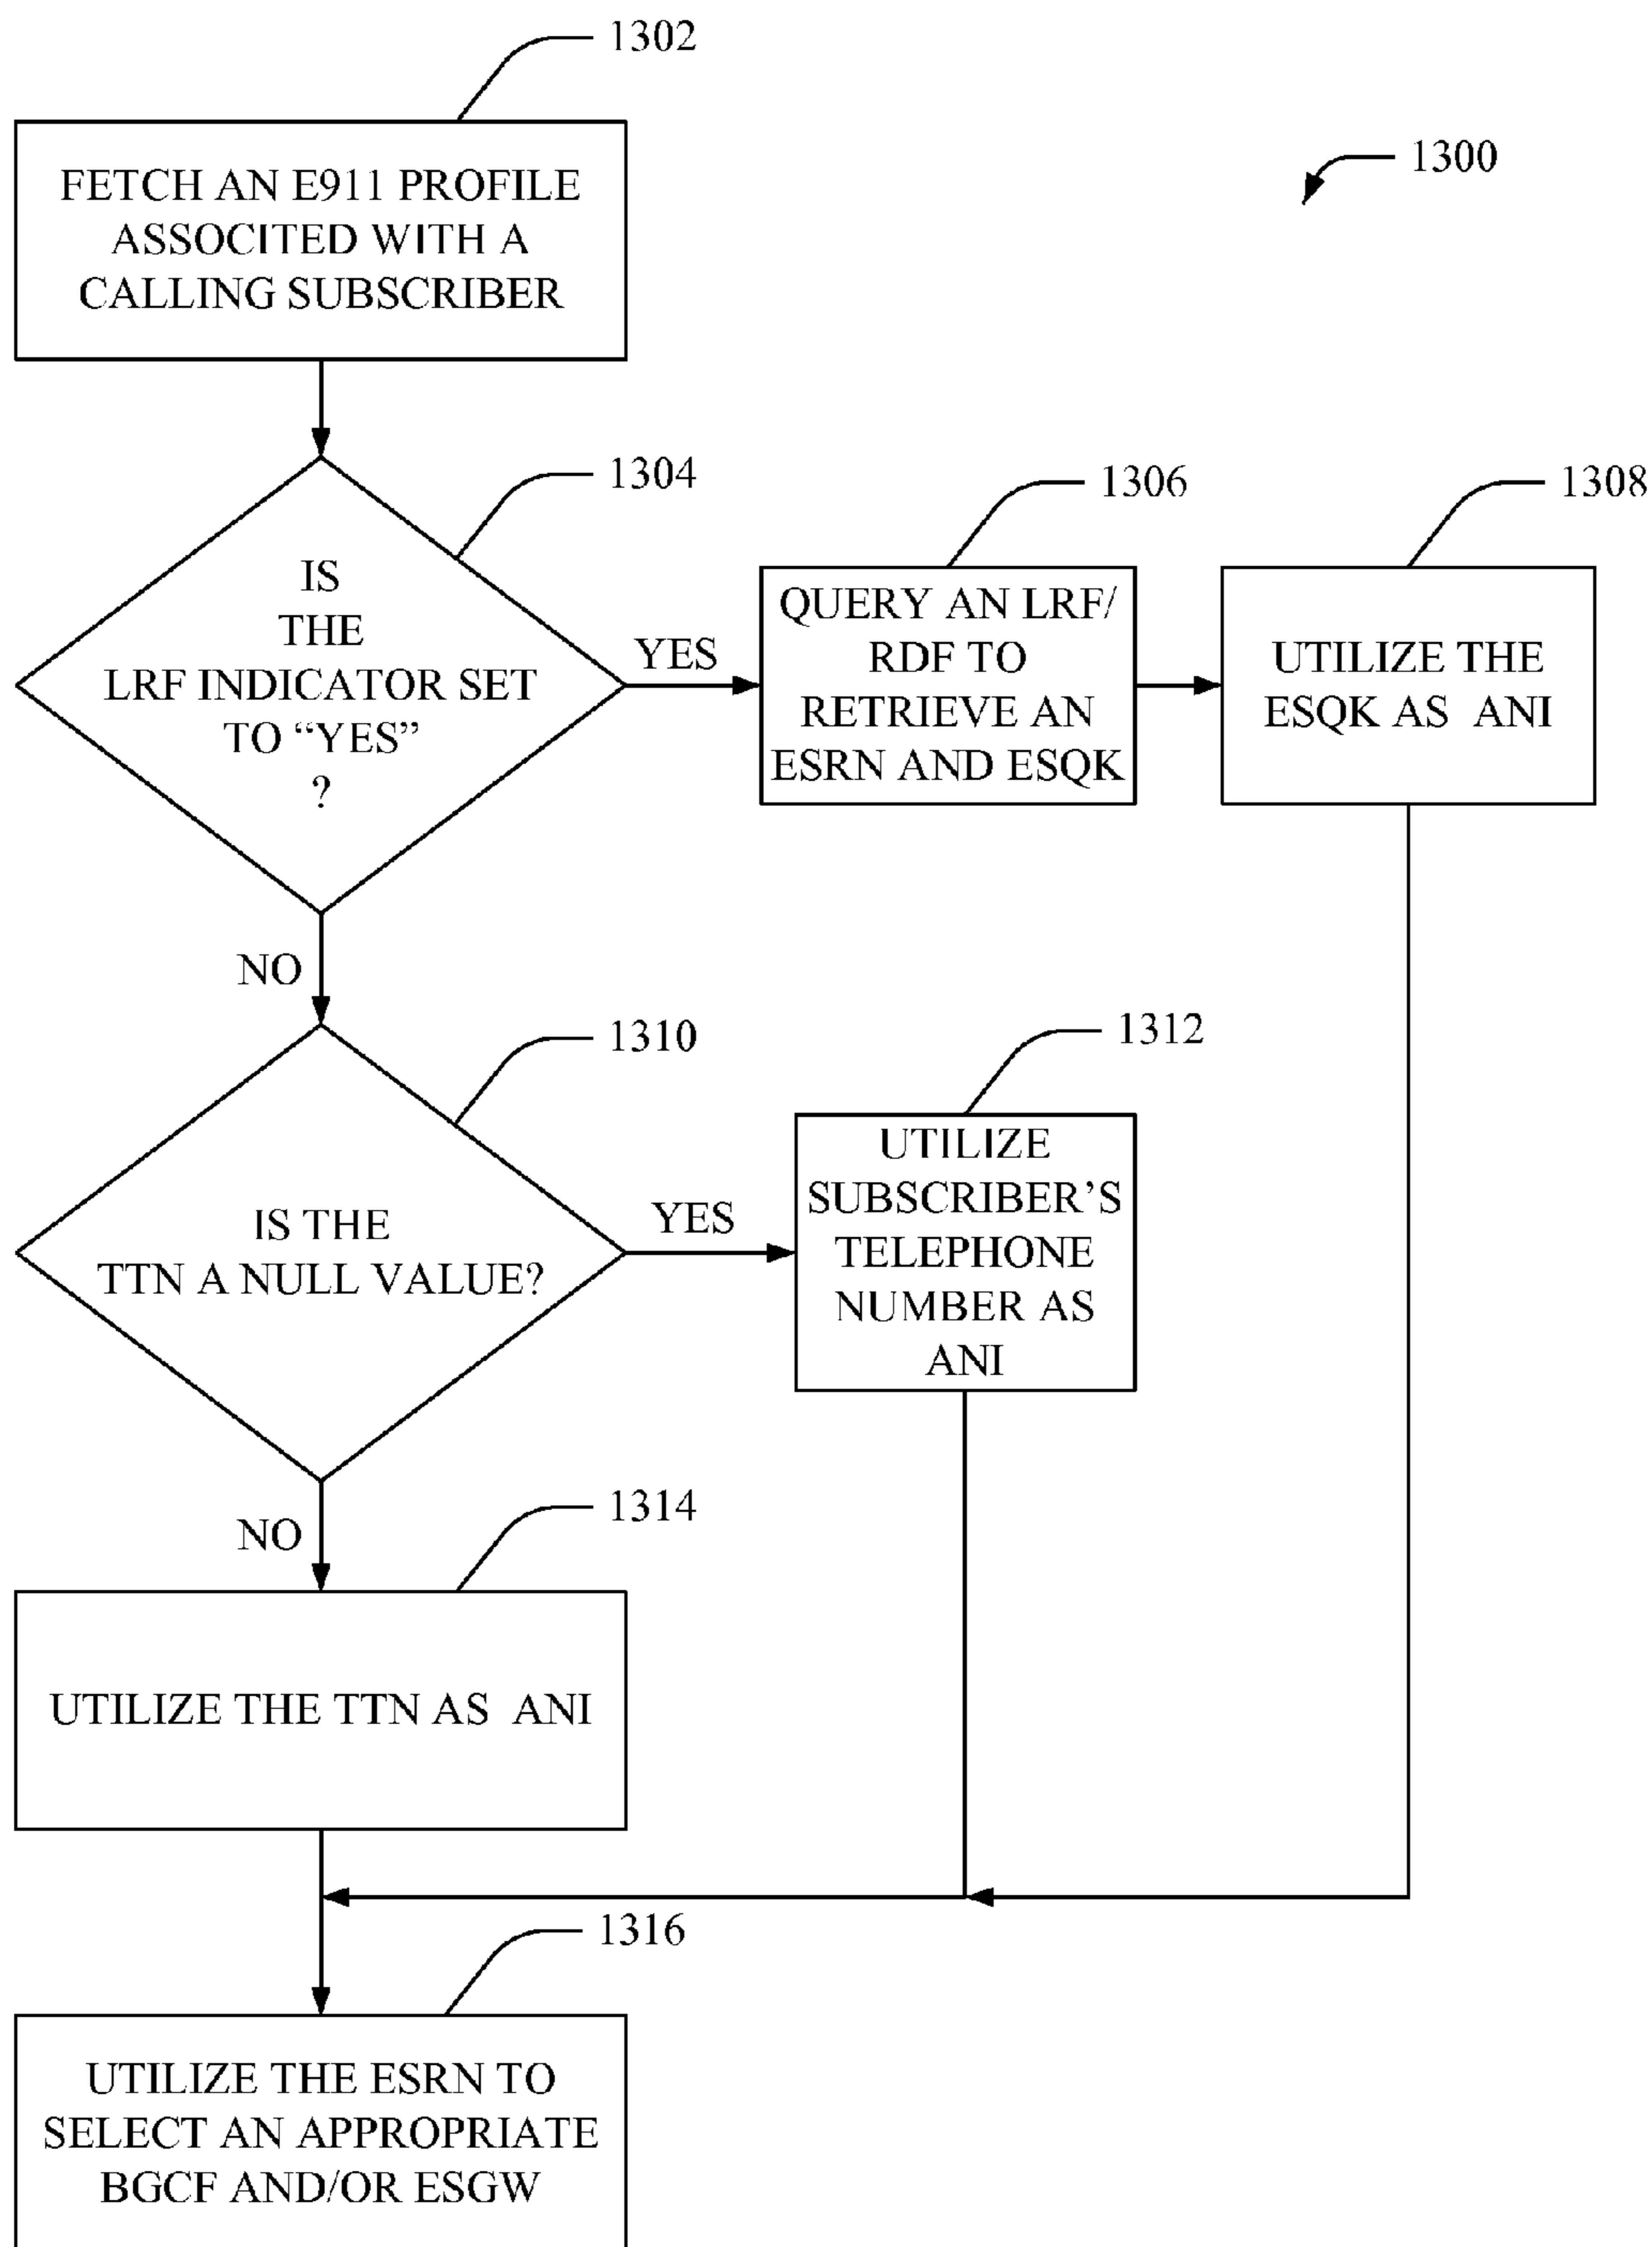 1302
1300
FETCH AN E911 PROFILE
ASSOCITED WITH A
CALLING SUBSCRIBER
1304
1306
1308
IS
THE
LRF INDICATOR SET
TO “YES”
?
YES
QUERY AN LRF/
RDF TO
RETRIEVE AN
ESRN AND ESQK
UTILIZE THE
ESQK AS ANI
NO
1310
1312
IS THE
TTN A NULL VALUE?
YES
UTILIZE
SUBSCRIBER’S
TELEPHONE
NUMBER AS
ANI
NO
1314
UTILIZE THE TTN AS ANI
1316
UTILIZE THE ESRN TO
SELECT AN APPROPRIATE
BGCF AND/OR ESGW